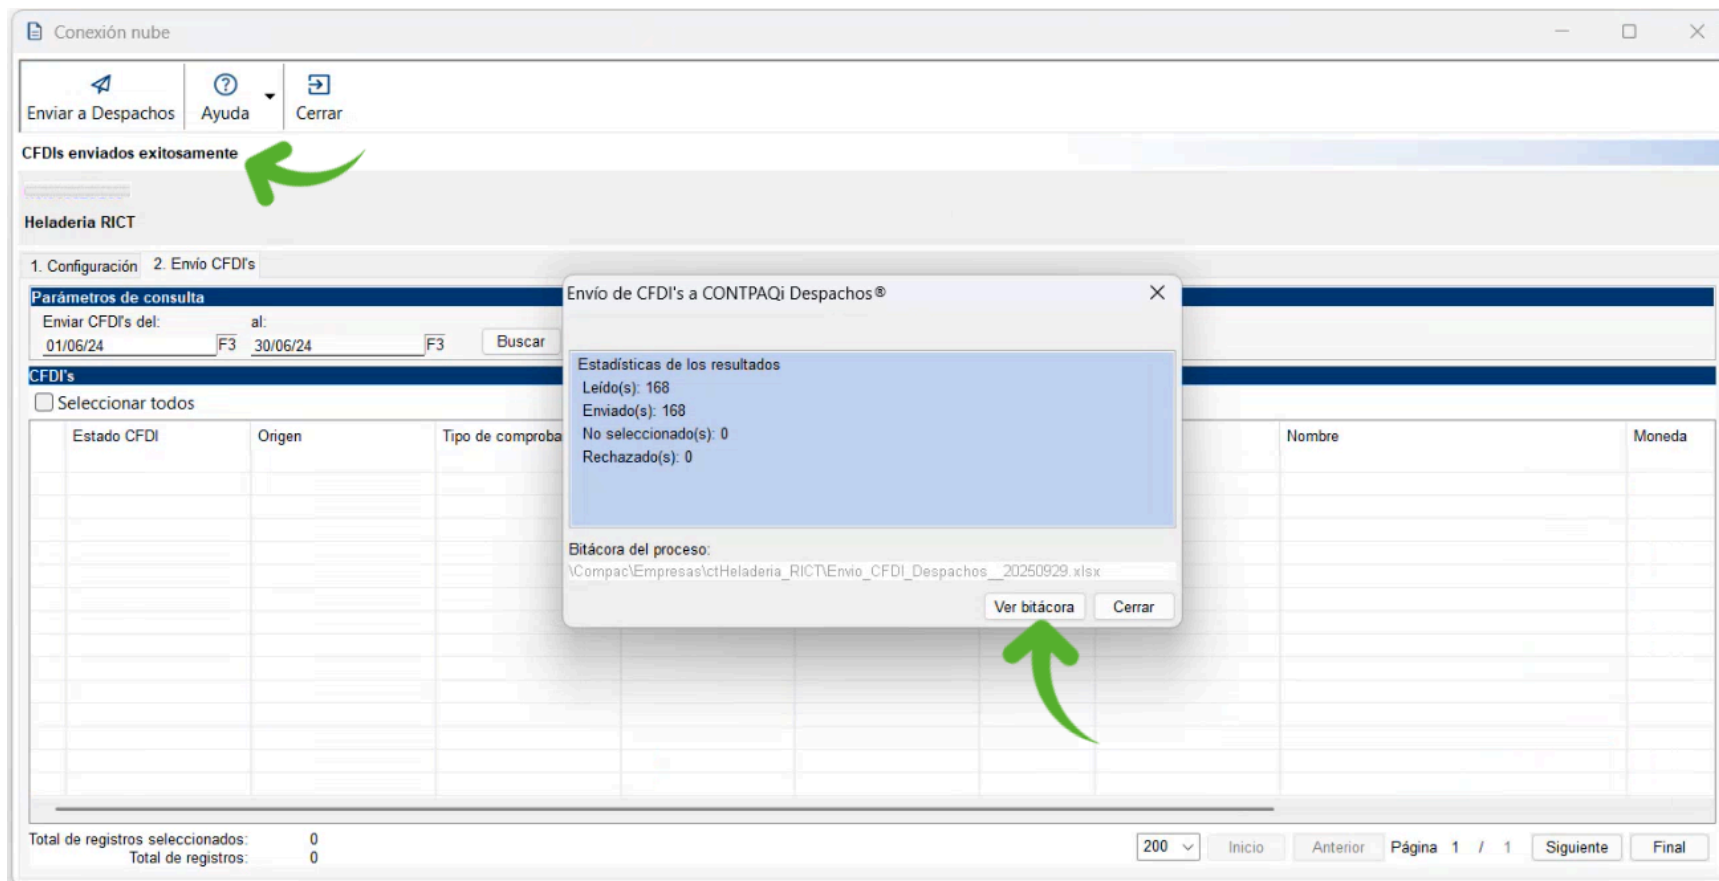 Conexión nube
Enviar a Despachos
Ayuda
Cerrar
CFDIs enviados exitosamente
Heladeria RICT
1. Configuración
2. Envío CFDI's
Parámetros de consulta
Enviar CFDI's del:
al:
01/06/24
F3
30/06/24
F3
Buscar
CFDI's
Seleccionar todos
Estado CFDI
Origen
Tipo de comproba
Nombre
Moneda
Envío de CFDI's a CONTPAQi Despachos®
Estadísticas de los resultados
Leído(s): 168
Enviado(s): 168
No seleccionado(s): 0
Rechazado(s): 0
Bitácora del proceso:
\Compac\Empresas\ctHeladeria_RICT\Envio_CFDI_Despachos__20250929.xlsx
Ver bitácora
Cerrar
Total de registros seleccionados: 0
Total de registros: 0
200
Inicio
Anterior
Página 1 / 1
Siguiente
Final